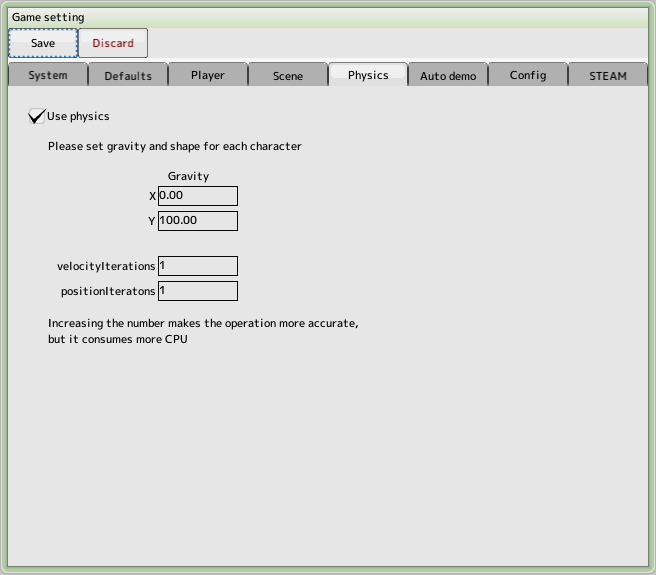 Game setting
Save Discard
System Defaults Player Scene Physics Auto demo Config STEAM
Use physics
Please set gravity and shape for each character
Gravity
X 0.00
Y 100.00
velocityIterations 1
positionIteratons 1
Increasing the number makes the operation more accurate,
but it consumes more CPU